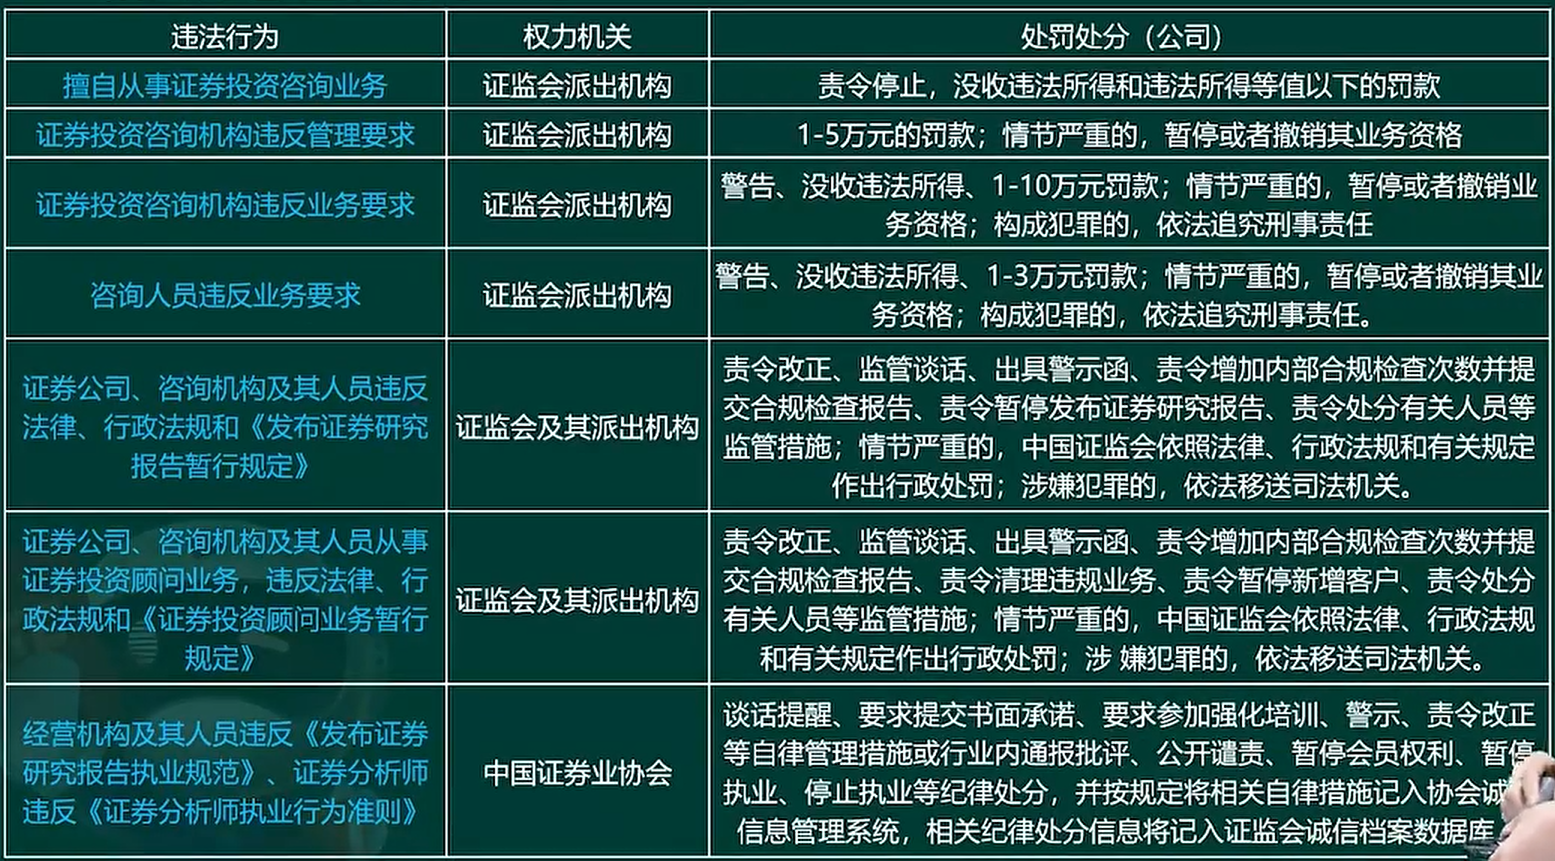 违法行为
权力机关
处罚处分（公司）
擅自从事证券投资咨询业务
证监会派出机构
责令停止，没收违法所得和违法所得等值以下的罚款
证券投资咨询机构违反管理要求
证监会派出机构
1-5万元的罚款；情节严重的，暂停或者撤销其业务资格
证券投资咨询机构违反业务要求
证监会派出机构
警告、没收违法所得、1-10万元罚款；情节严重的，暂停或者撤销业
务资格；构成犯罪的，依法追究刑事责任
咨询人员违反业务要求
证监会派出机构
警告、没收违法所得、1-3万元罚款；情节严重的，暂停或者撤销其业
务资格；构成犯罪的，依法追究刑事责任。
证券公司、咨询机构及其人员违反
法律、行政法规和《发布证券研究
报告暂行规定》
证监会及其派出机构
责令改正、监管谈话、出具警示函、责令增加内部合规检查次数并提
交合规检查报告、责令暂停发布证券研究报告、责令处分有关人员等
监管措施；情节严重的，中国证监会依照法律、行政法规和有关规定
作出行政处罚；涉嫌犯罪的，依法移送司法机关。
证券公司、咨询机构及其人员从事
证券投资顾问业务，违反法律、行
政法规和《证券投资顾问业务暂行
规定》
证监会及其派出机构
责令改正、监管谈话、出具警示函、责令增加内部合规检查次数并提
交合规检查报告、责令清理违规业务、责令暂停新增客户、责令处分
有关人员等监管措施；情节严重的，中国证监会依照法律、行政法规
和有关规定作出行政处罚；涉 嫌犯罪的，依法移送司法机关。
经营机构及其人员违反《发布证券
研究报告执业规范》、证券分析师
违反《证券分析师执业行为准则》
中国证券业协会
谈话提醒、要求提交书面承诺、要求参加强化培训、警示、责令改正
等自律管理措施或行业内通报批评、公开谴责、暂停会员权利、暂停
执业、停止执业等纪律处分，并按规定将相关自律措施记入协会诚
信息管理系统，相关纪律处分信息将记入证监会诚信档案数据库